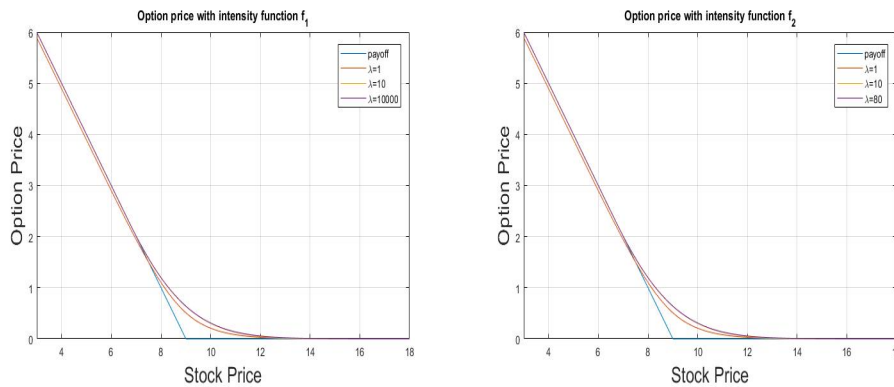 Option price with intensity function f1
6
5
4
3
2
1
0
4
6
8
10
12
14
16
18
Option Price
Stock Price
payoff
λ=1
λ=10
λ=10000
Option price with intensity function f2
6
5
4
3
2
1
0
4
6
8
10
12
14
16
Option Price
Stock Price
payoff
λ=1
λ=10
λ=80